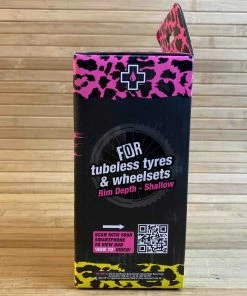 FOR
tubeless tyres
& wheelsets
Rim Depth - Shallow
SCAN WITH YOUR
SMARTPHONE
TO VIEW OUR
HOW TO VIDEO!